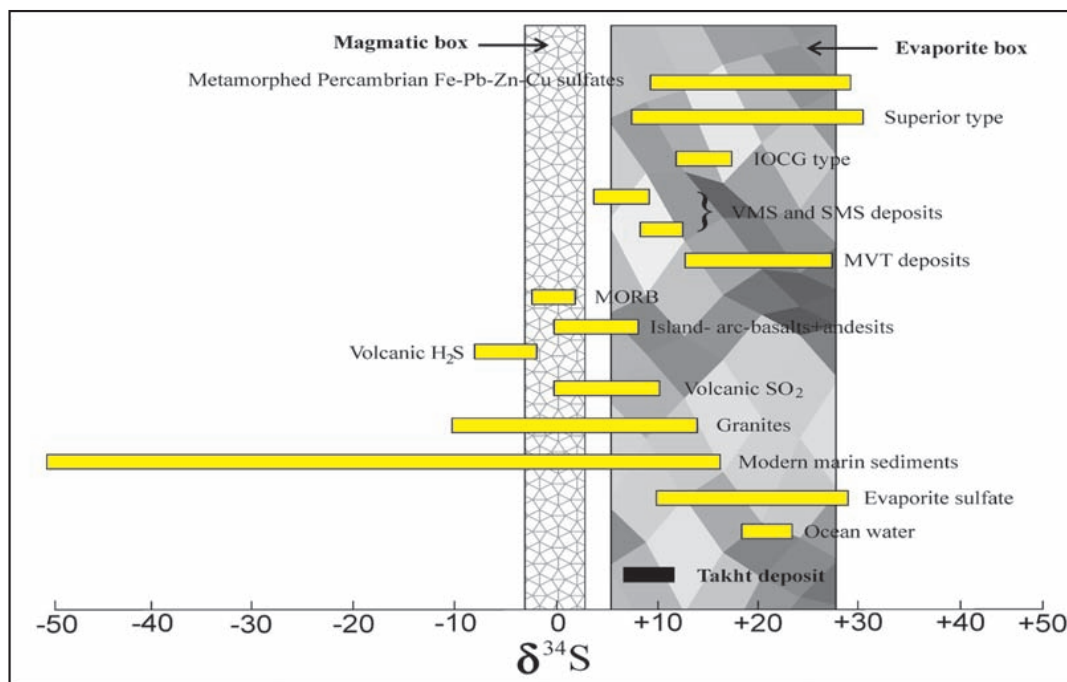 Magmatic box
Evaporite box
Metamorphed Percambrian Fe-Pb-Zn-Cu sulfates
Superior type
IOCG type
} VMS and SMS deposits
MVT deposits
MORB
Island- arc-basalts+andesits
Volcanic H₂S
Volcanic SO₂
Granites
Modern marin sediments
Evaporite sulfate
Ocean water
Takht deposit
-50 -40 -30 -20 -10 0 +10 +20 +30 +40 +50
δ³⁴S